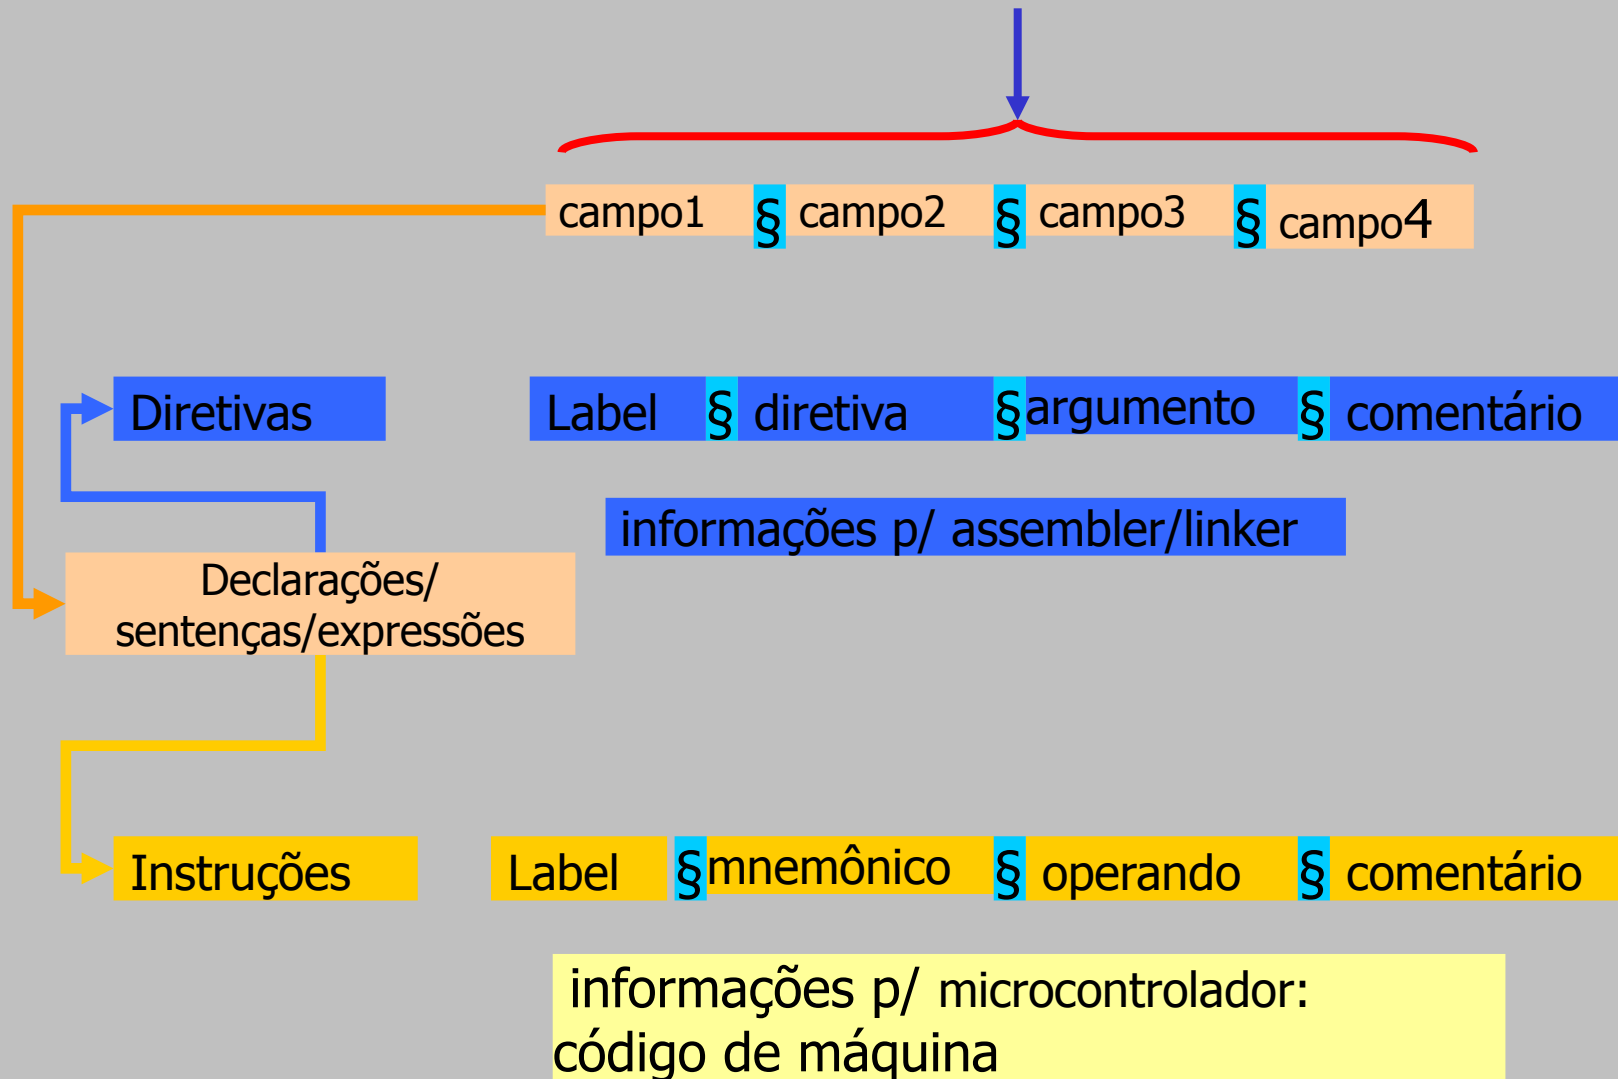 campo1 § campo2 § campo3 § campo4
Diretivas Label § diretiva § argumento § comentário
informações p/ assembler/linker
Declarações/
sentenças/expressões
Instruções Label § mnemônico § operando § comentário
informações p/ microcontrolador:
código de máquina